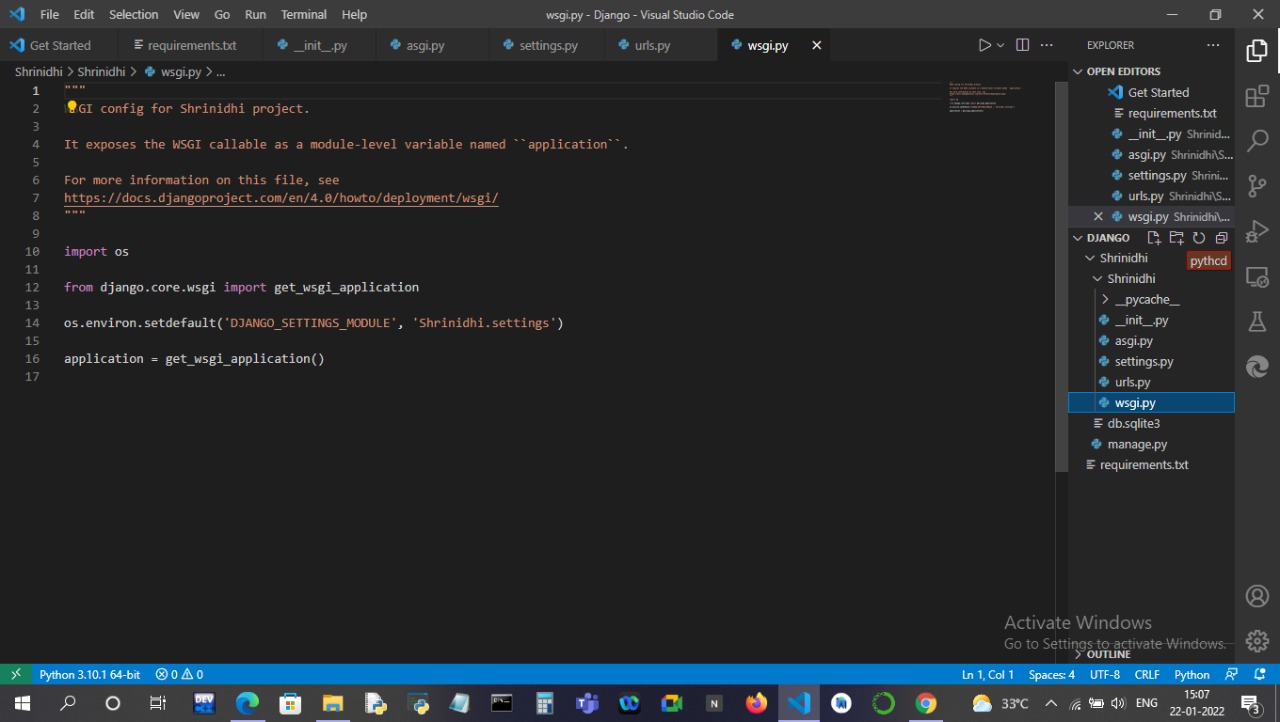 File Edit Selection View Go Run Terminal Help wsgi.py - Django - Visual Studio Code
Get Started requirements.txt __init__.py asgi.py settings.py urls.py wsgi.py
Shrinidhi > Shrinidhi > wsgi.py > ...
1 """
2 GI config for Shrinidhi project.
3
4 It exposes the WSGI callable as a module-level variable named ``application``.
5
6 For more information on this file, see
7 https://docs.djangoproject.com/en/4.0/howto/deployment/wsgi/
8 """
9
10 import os
11
12 from django.core.wsgi import get_wsgi_application
13
14 os.environ.setdefault('DJANGO_SETTINGS_MODULE', 'Shrinidhi.settings')
15
16 application = get_wsgi_application()
17
EXPLORER
OPEN EDITORS
Get Started
requirements.txt
__init__.py Shrinid...
asgi.py Shrinidhi\S...
settings.py Shrini...
urls.py Shrinidhi\S...
wsgi.py Shrinidhi\...
DJANGO
Shrinidhi pythcd
Shrinidhi
__pycache__
__init__.py
asgi.py
settings.py
urls.py
wsgi.py
db.sqlite3
manage.py
requirements.txt
Activate Windows
Go to Settings to activate Windows.
OUTLINE
Python 3.10.1 64-bit 0 0 Ln 1, Col 1 Spaces: 4 UTF-8 CRLF Python
DEV N 33°C ENG 15:07
22-01-2022 3